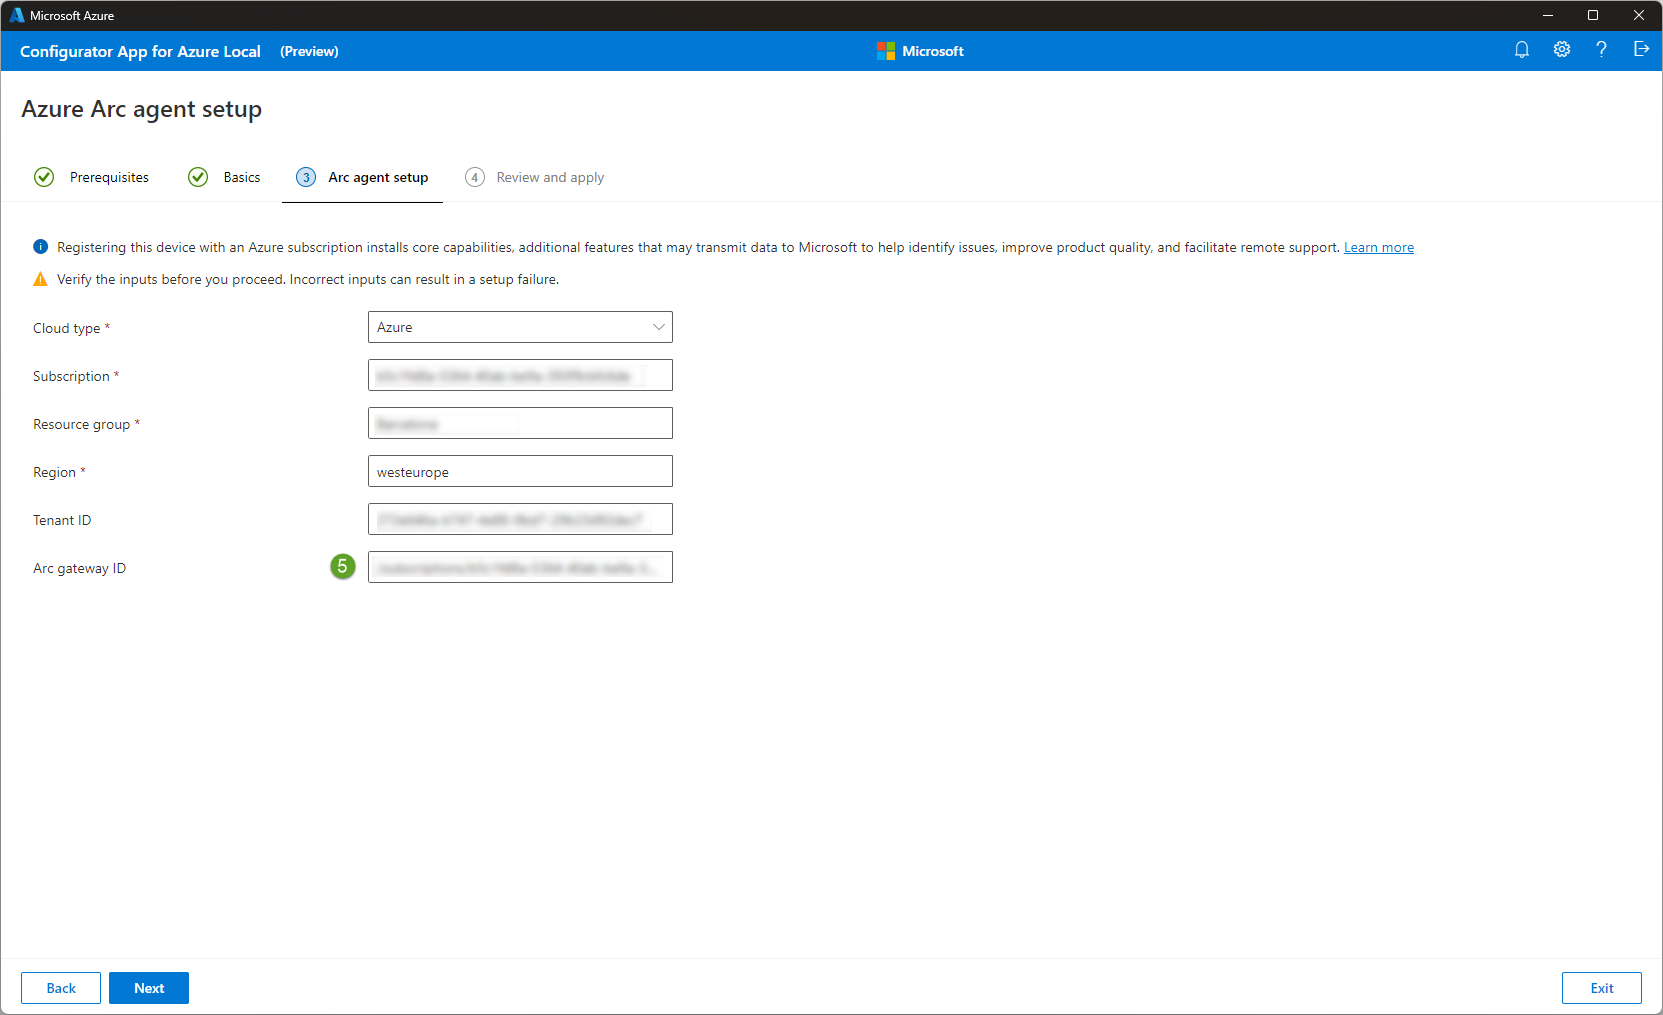 Microsoft Azure
Configurator App for Azure Local (Preview)
Microsoft
Azure Arc agent setup
Prerequisites
Basics
3 Arc agent setup
4 Review and apply
Registering this device with an Azure subscription installs core capabilities, additional features that may transmit data to Microsoft to help identify issues, improve product quality, and facilitate remote support. Learn more
Verify the inputs before you proceed. Incorrect inputs can result in a setup failure.
Cloud type * Azure
Subscription *
Resource group *
Region * westeurope
Tenant ID
Arc gateway ID 5
Back Next Exit